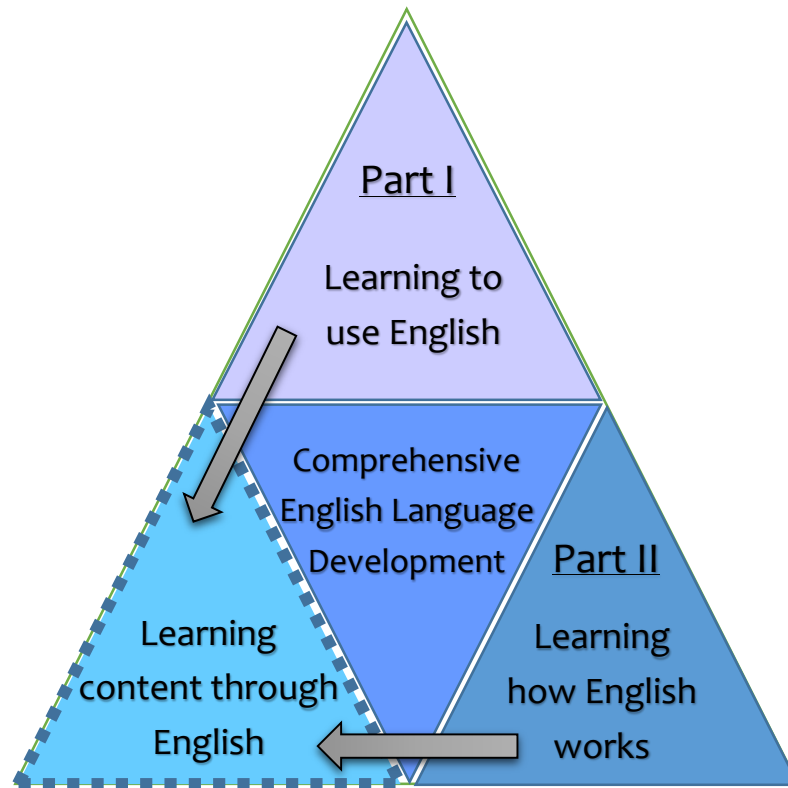 Part I
Learning to
use English
Comprehensive
English Language
Development
Learning
content through
English
Part II
Learning
how English
works